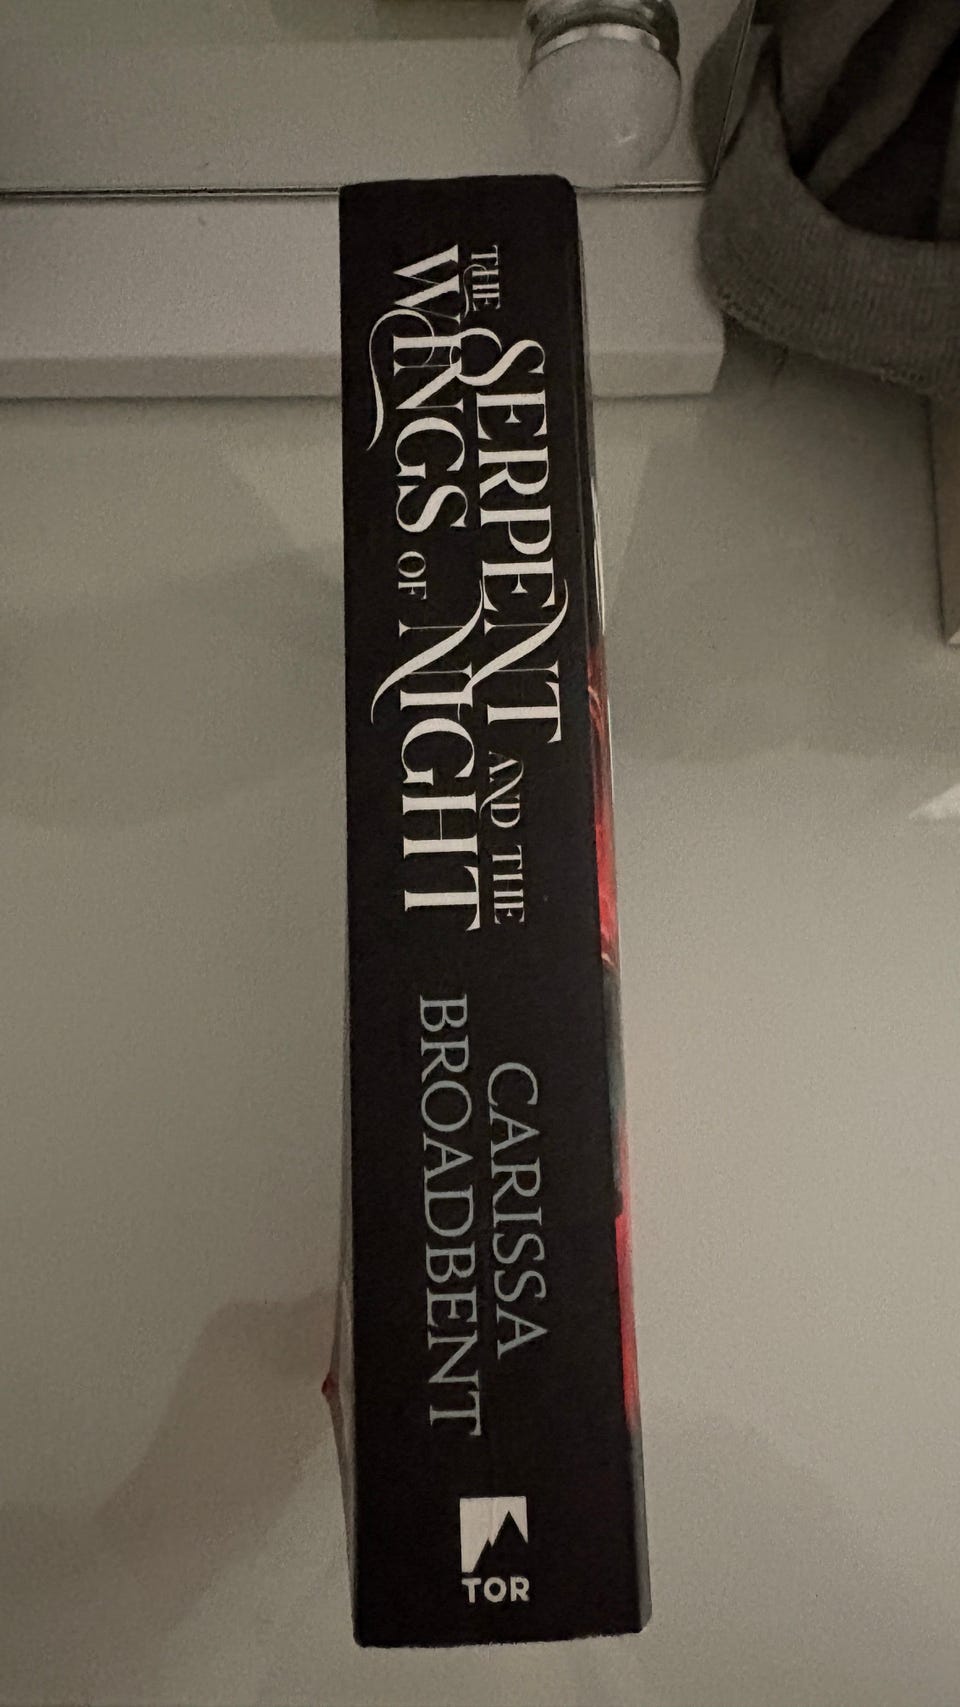 THE SERPENT AND THE
WINGS OF NIGHT
CARISSA
BROADBENT
TOR